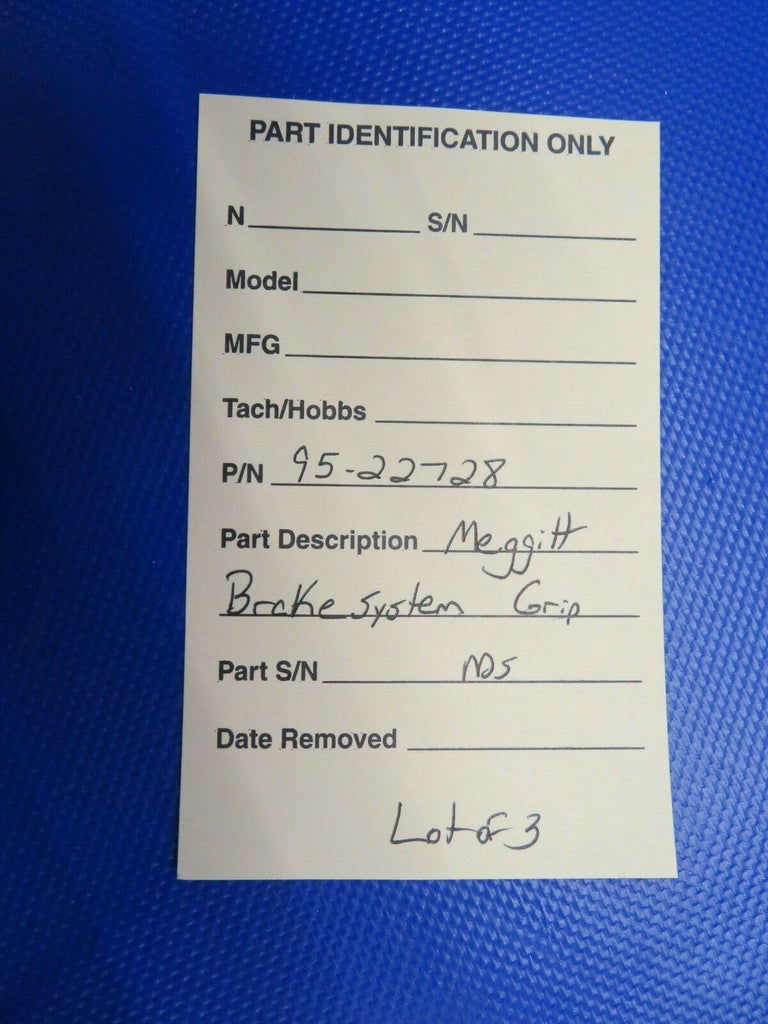 PART IDENTIFICATION ONLY
N S/N
Model
MFG
Tach/Hobbs
P/N 95-22728
Part Description Meggitt
Brake System Grip
Part S/N
Date Removed
Lot of 3